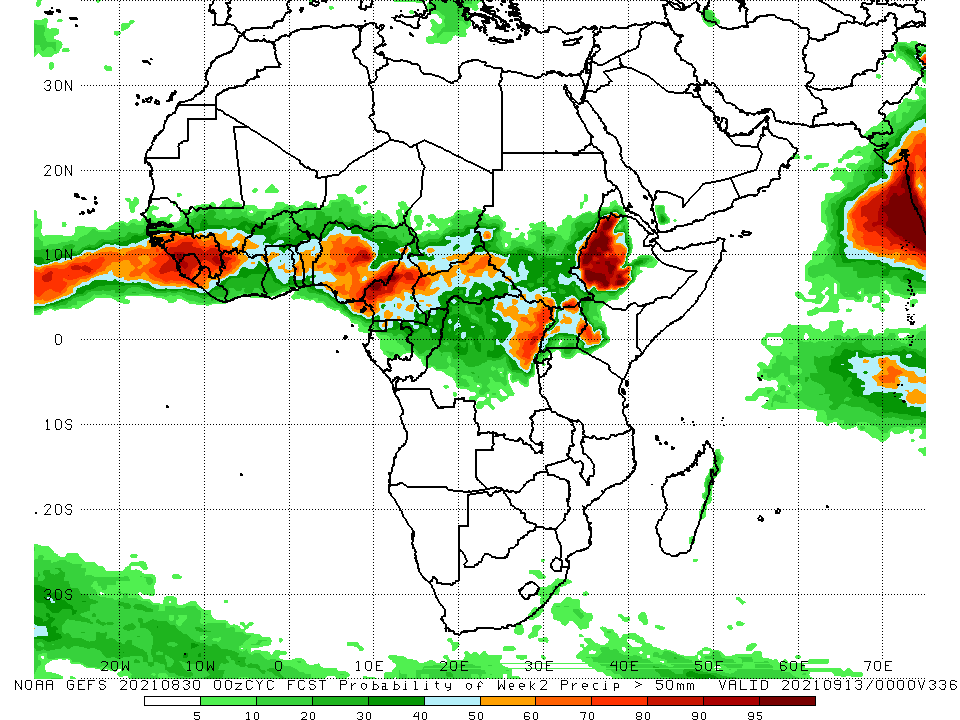 30N
20N
10N
0
10S
20S
30S
20W 10W 0 10E 20E 30E 40E 50E 60E 70E
NOAA GEFS 20210830 00zCYC FCST Probability of Week2 Precip > 50mm VALID 20210913/0000V336
5 10 20 30 40 50 60 70 80 90 95